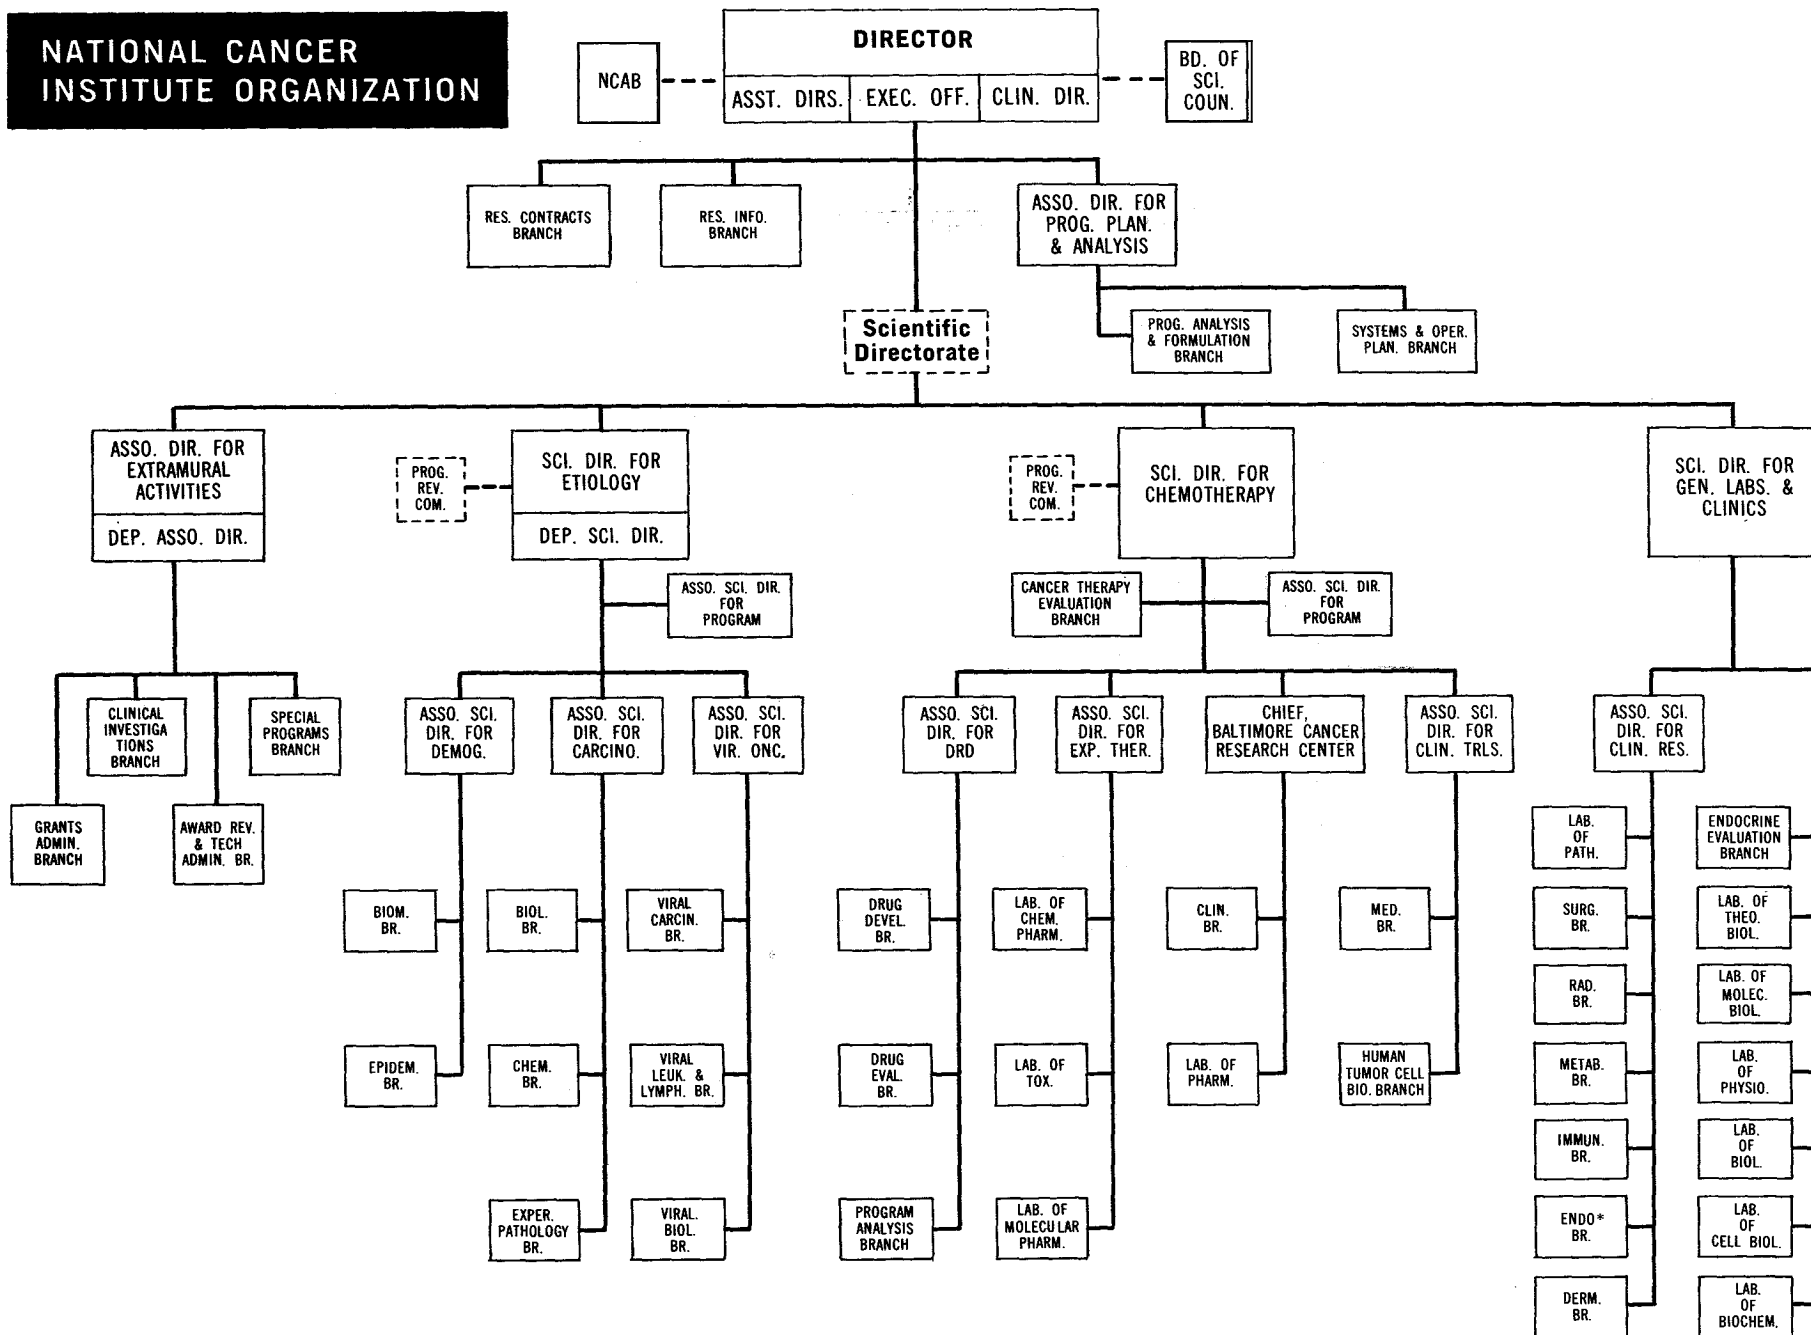 NATIONAL CANCER
INSTITUTE ORGANIZATION
NCAB
DIRECTOR
ASST. DIRS.
EXEC. OFF.
CLIN. DIR.
BD. OF
SCI.
COUN.
RES. CONTRACTS
BRANCH
RES. INFO.
BRANCH
ASSO. DIR. FOR
PROG. PLAN.
& ANALYSIS
Scientific
Directorate
PROG. ANALYSIS
& FORMULATION
BRANCH
SYSTEMS & OPER.
PLAN. BRANCH
ASSO. DIR. FOR
EXTRAMURAL
ACTIVITIES
DEP. ASSO. DIR.
PROG.
REV.
COM.
SCI. DIR. FOR
ETIOLOGY
DEP. SCI. DIR.
PROG.
REV.
COM.
SCI. DIR. FOR
CHEMOTHERAPY
SCI. DIR. FOR
GEN. LABS. &
CLINICS
ASSO. SCI. DIR.
FOR
PROGRAM
CANCER THERAPY
EVALUATION
BRANCH
ASSO. SCI. DIR.
FOR
PROGRAM
CLINICAL
INVESTIGA
TIONS
BRANCH
SPECIAL
PROGRAMS
BRANCH
GRANTS
ADMIN.
BRANCH
AWARD REV.
& TECH
ADMIN. BR.
ASSO. SCI.
DIR. FOR
DEMOG.
ASSO. SCI.
DIR. FOR
CARCINO.
ASSO. SCI.
DIR. FOR
VIR. ONC.
ASSO. SCI.
DIR. FOR
DRD
ASSO. SCI.
DIR. FOR
EXP. THER.
CHIEF,
BALTIMORE CANCER
RESEARCH CENTER
ASSO. SCI.
DIR. FOR
CLIN. TRLS.
ASSO. SCI.
DIR. FOR
CLIN. RES.
BIOM.
BR.
BIOL.
BR.
VIRAL
CARCIN.
BR.
DRUG
DEVEL.
BR.
LAB. OF
CHEM.
PHARM.
CLIN.
BR.
MED.
BR.
EPIDEM.
BR.
CHEM.
BR.
VIRAL
LEUK. &
LYMPH. BR.
DRUG
EVAL.
BR.
LAB. OF
TOX.
LAB. OF
PHARM.
HUMAN
TUMOR CELL
BIO. BRANCH
EXPER.
PATHOLOGY
BR.
VIRAL.
BIOL.
BR.
PROGRAM
ANALYSIS
BRANCH
LAB. OF
MOLECULAR
PHARM.
LAB.
OF
PATH.
ENDOCRINE
EVALUATION
BRANCH
SURG.
BR.
LAB. OF
THEO.
BIOL.
RAD.
BR.
LAB. OF
MOLEC.
BIOL.
METAB.
BR.
LAB.
OF
PHYSIO.
IMMUN.
BR.
LAB.
OF
BIOL.
ENDO*
BR.
LAB.
OF
CELL BIOL.
DERM.
BR.
LAB.
OF
BIOCHEM.